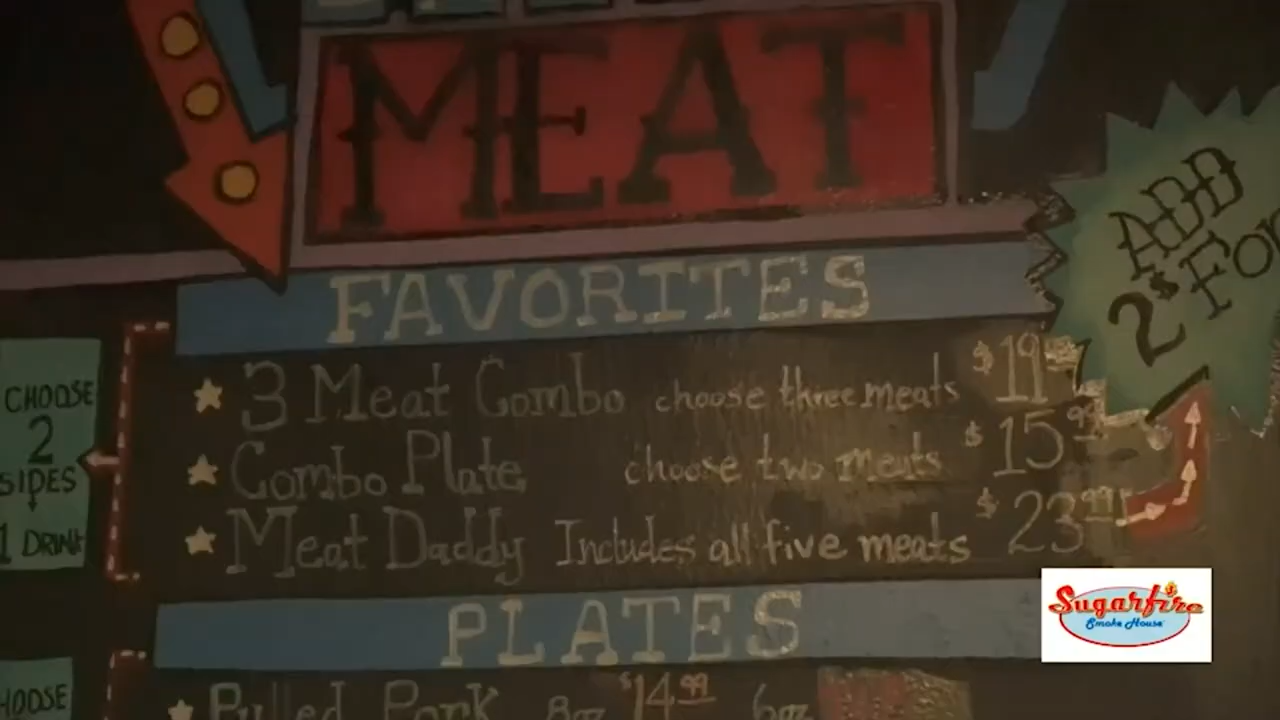 MEAT
ADD
2$ For
FAVORITES
CHOOSE
2
SIDES
1 DRINK
3 Meat Combo choose three meats $19
Combo Plate choose two meats $15.99
Meat Daddy Includes all five meats $23.99
PLATES
Pulled Pork 8oz $14.99 6oz
Sugarfire
Smoke House